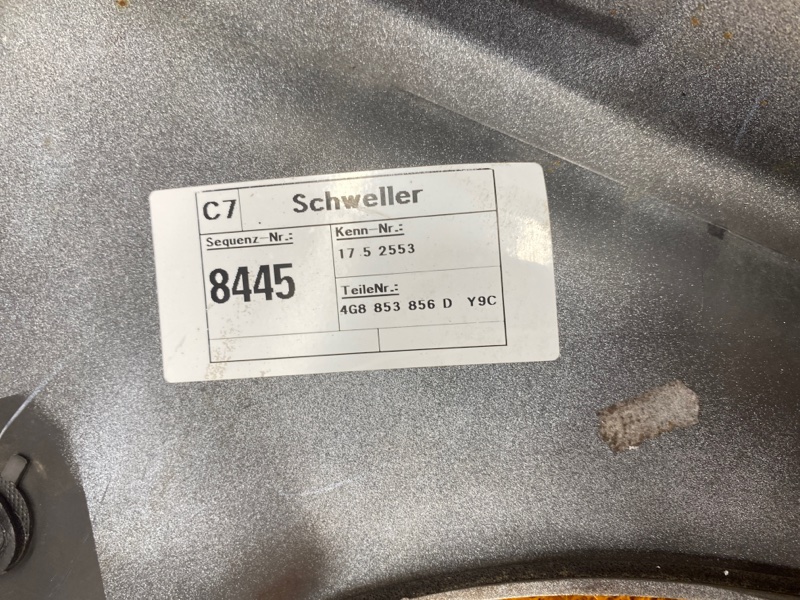 C7 Schweller
Sequenz-Nr.:
8445
Kenn-Nr.:
17 5 2553
TeileNr.:
4G8 853 856 D Y9C